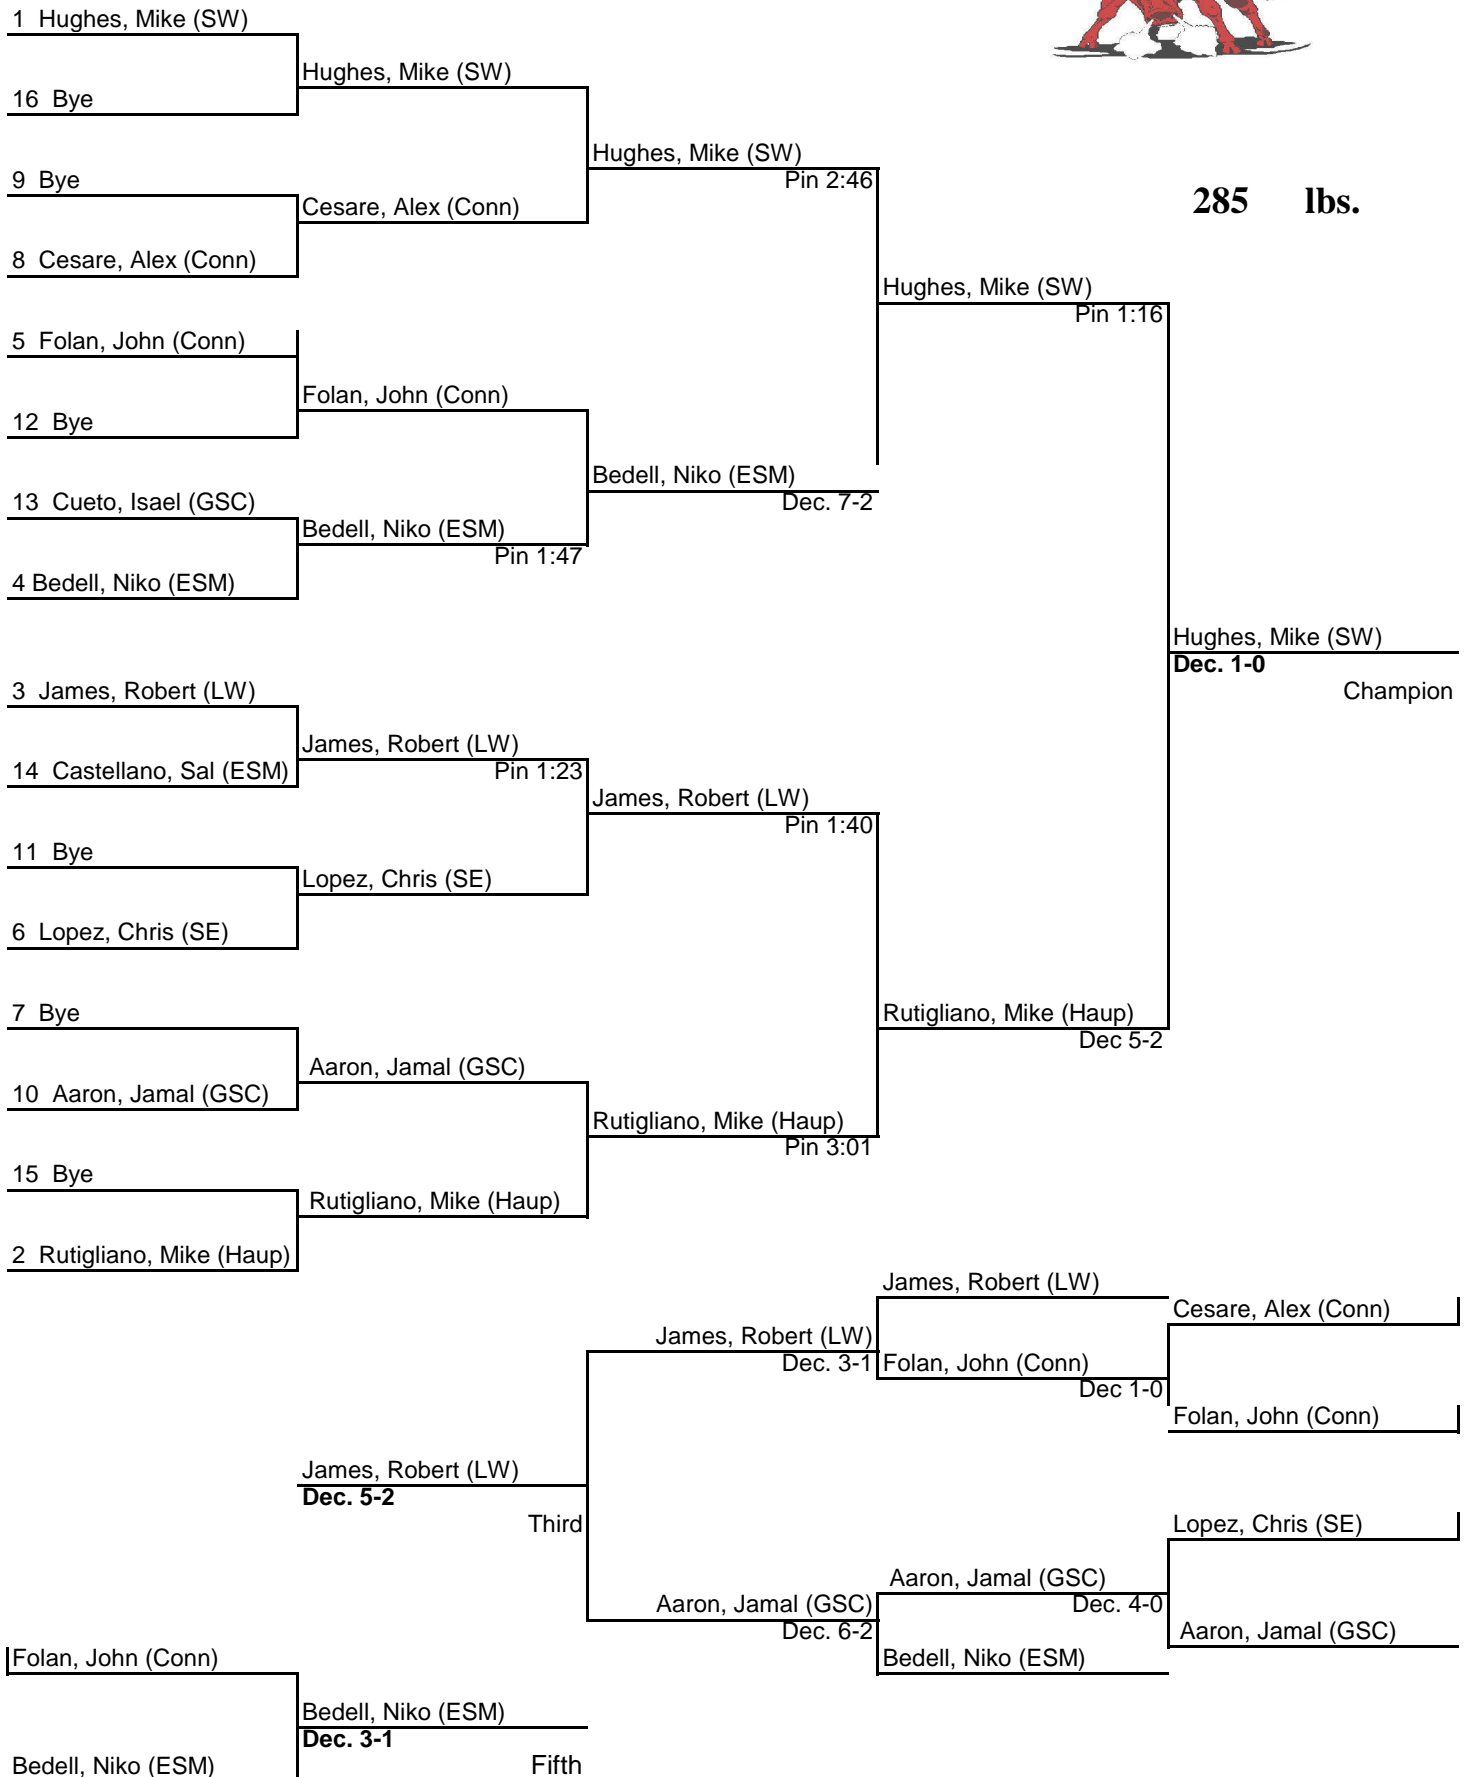 1 Hughes, Mike (SW)
Hughes, Mike (SW)
16 Bye
Hughes, Mike (SW)
Pin 2:46
9 Bye
285 lbs.
Cesare, Alex (Conn)
8 Cesare, Alex (Conn)
Hughes, Mike (SW)
Pin 1:16
5 Folan, John (Conn)
Folan, John (Conn)
12 Bye
Bedell, Niko (ESM)
Dec. 7-2
13 Cueto, Isael (GSC)
Bedell, Niko (ESM)
Pin 1:47
4 Bedell, Niko (ESM)
Hughes, Mike (SW)
Dec. 1-0
Champion
3 James, Robert (LW)
James, Robert (LW)
Pin 1:23
14 Castellano, Sal (ESM)
James, Robert (LW)
Pin 1:40
11 Bye
Lopez, Chris (SE)
6 Lopez, Chris (SE)
7 Bye
Rutigliano, Mike (Haup)
Dec 5-2
Aaron, Jamal (GSC)
10 Aaron, Jamal (GSC)
Rutigliano, Mike (Haup)
Pin 3:01
15 Bye
Rutigliano, Mike (Haup)
2 Rutigliano, Mike (Haup)
James, Robert (LW)
Cesare, Alex (Conn)
James, Robert (LW)
Dec. 3-1
Folan, John (Conn)
Dec 1-0
Folan, John (Conn)
James, Robert (LW)
Dec. 5-2
Third
Lopez, Chris (SE)
Aaron, Jamal (GSC)
Dec. 4-0
Aaron, Jamal (GSC)
Dec. 6-2
Aaron, Jamal (GSC)
Bedell, Niko (ESM)
Folan, John (Conn)
Bedell, Niko (ESM)
Dec. 3-1
Fifth
Bedell, Niko (ESM)